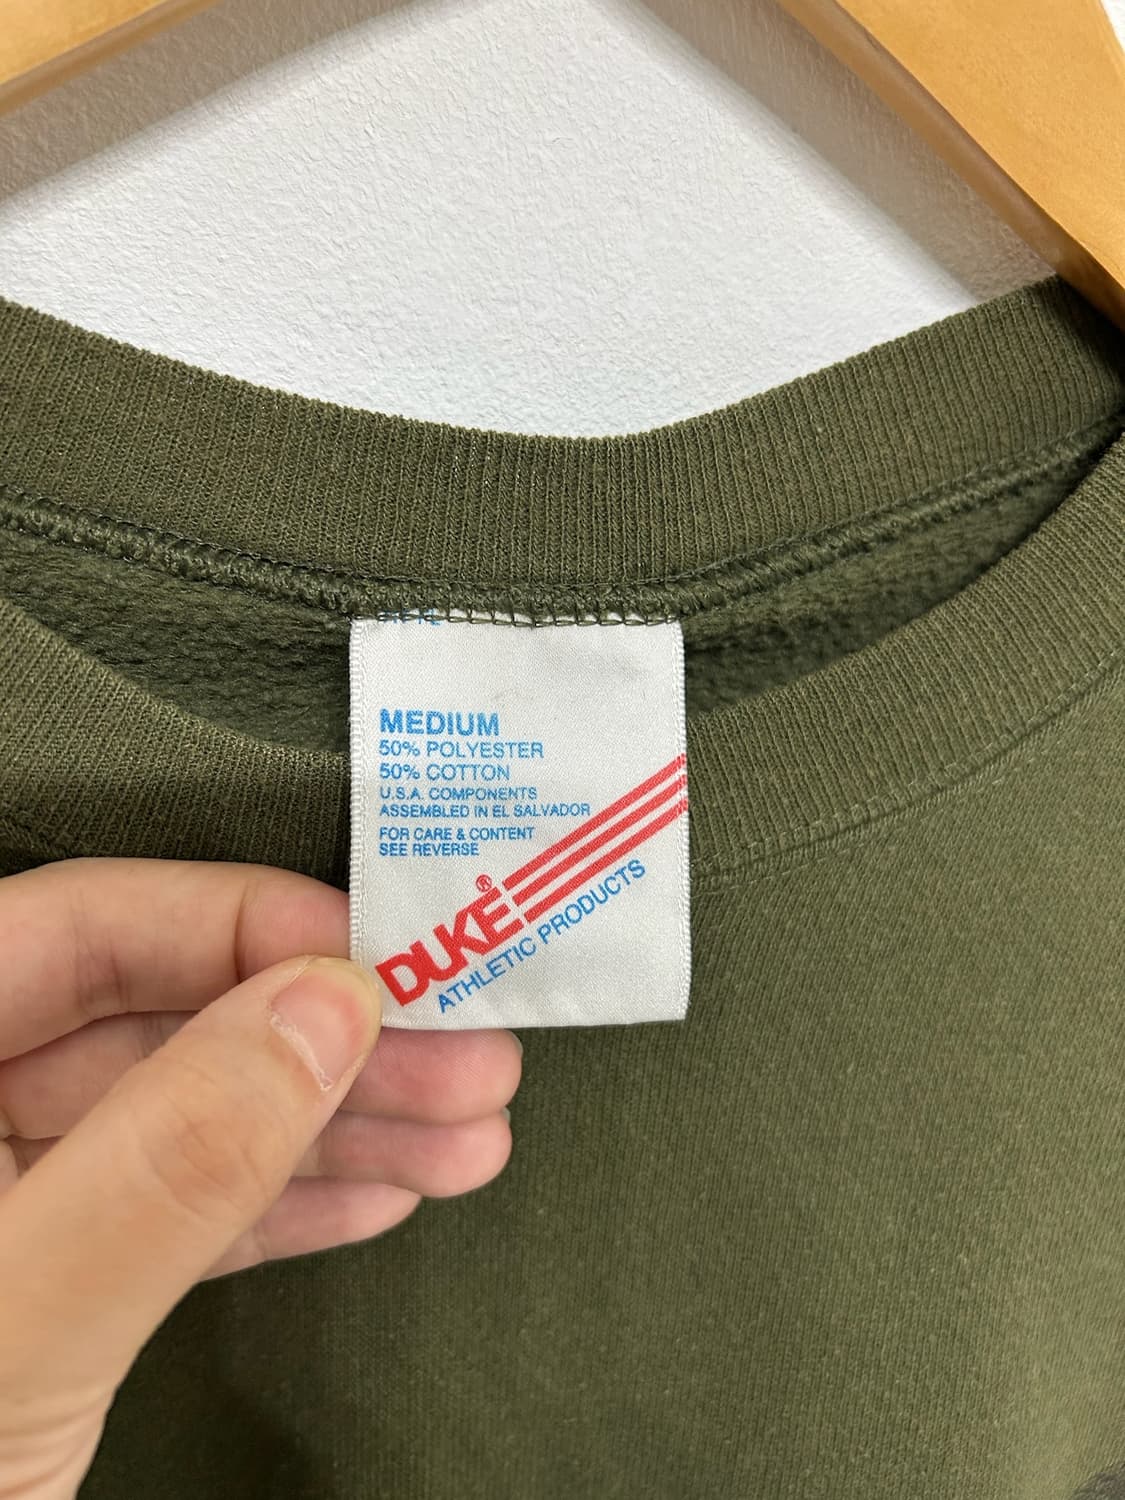 MEDIUM
50% POLYESTER
50% COTTON
U.S.A. COMPONENTS
ASSEMBLED IN EL SALVADOR
FOR CARE & CONTENT
SEE REVERSE
DUKE®
ATHLETIC PRODUCTS